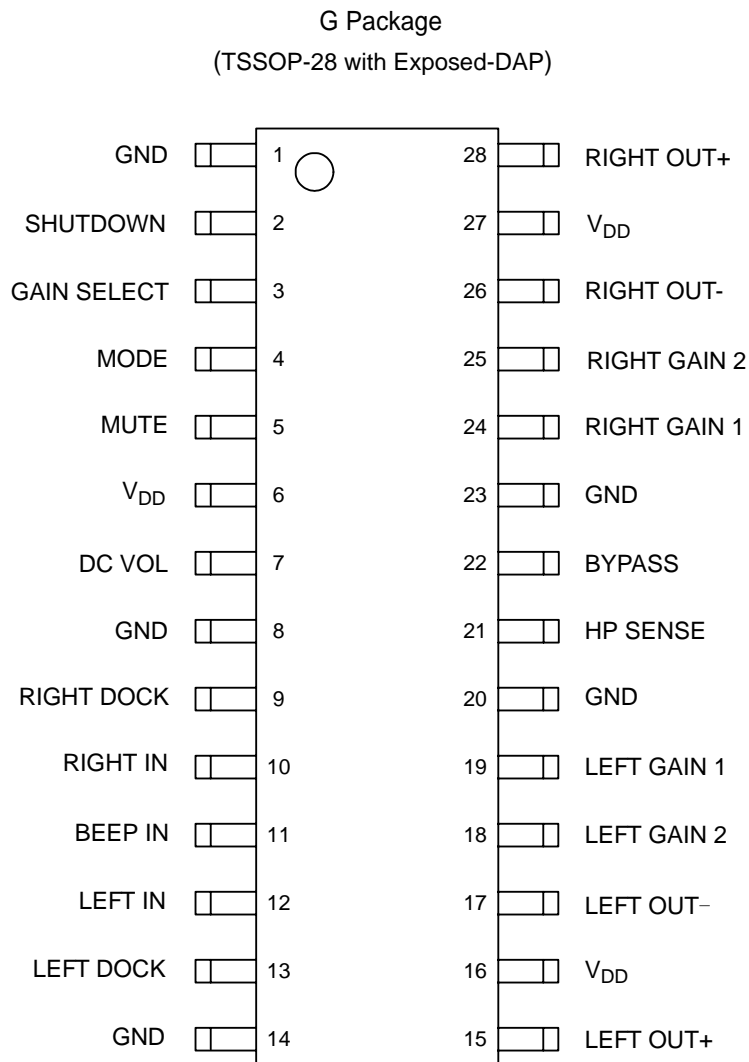 G Package
(TSSOP-28 with Exposed-DAP)
GND 1 28 RIGHT OUT+
SHUTDOWN 2 27 VDD
GAIN SELECT 3 26 RIGHT OUT-
MODE 4 25 RIGHT GAIN 2
MUTE 5 24 RIGHT GAIN 1
VDD 6 23 GND
DC VOL 7 22 BYPASS
GND 8 21 HP SENSE
RIGHT DOCK 9 20 GND
RIGHT IN 10 19 LEFT GAIN 1
BEEP IN 11 18 LEFT GAIN 2
LEFT IN 12 17 LEFT OUT-
LEFT DOCK 13 16 VDD
GND 14 15 LEFT OUT+